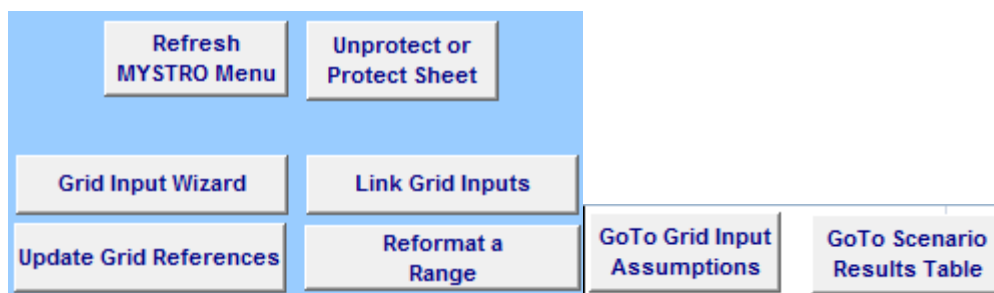 Refresh
MYSTRO Menu
Unprotect or
Protect Sheet
Grid Input Wizard
Link Grid Inputs
Update Grid References
Reformat a
Range
GoTo Grid Input
Assumptions
GoTo Scenario
Results Table